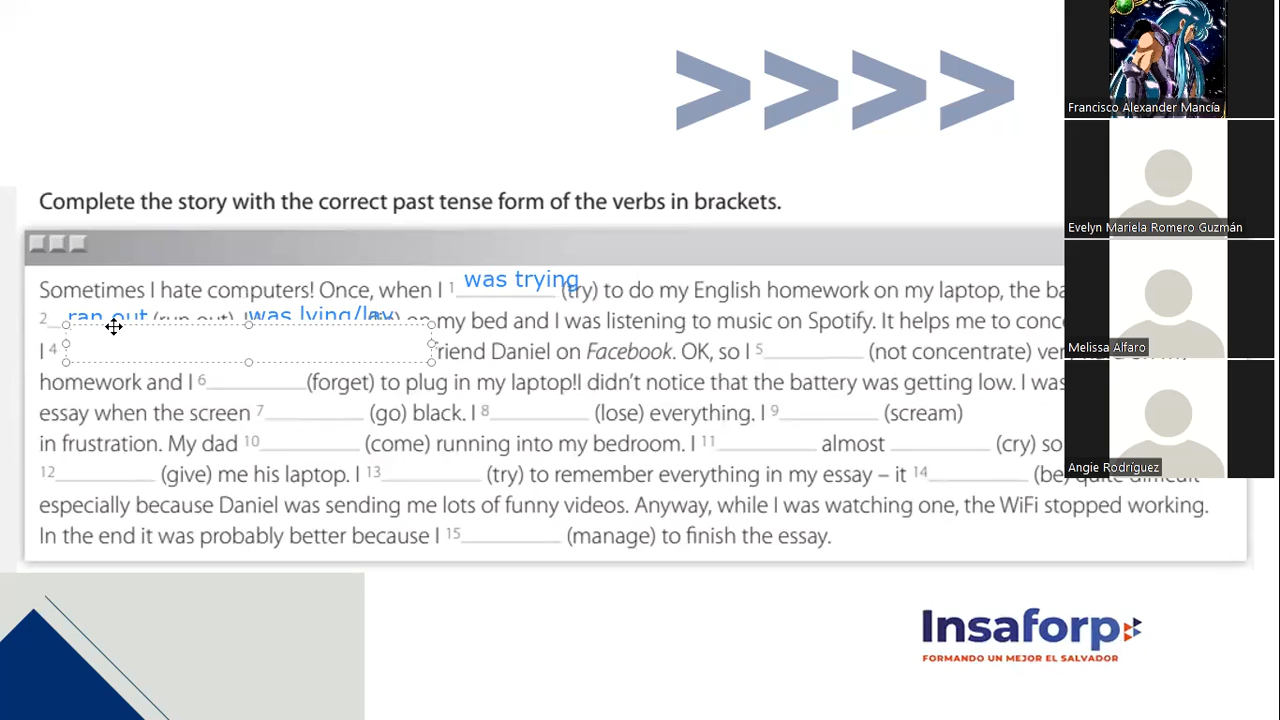 >>>>
Francisco Alexander Mancía
Evelyn Mariela Romero Guzmán
Melissa Alfaro
Angie Rodríguez
Complete the story with the correct past tense form of the verbs in brackets.
Sometimes I hate computers! Once, when I 1 was trying (try) to do my English homework on my laptop, the
2 ran out (run out). I was lying/lay (lie) on my bed and I was listening to music on Spotify. It helps me to
I 4 friend Daniel on Facebook. OK, so I 5 (not concentrate)
homework and I 6 (forget) to plug in my laptop!I didn't notice that the battery was getting low. I was
essay when the screen 7 (go) black. I 8 (lose) everything. I 9 (scream)
in frustration. My dad 10 (come) running into my bedroom. I 11 almost (cry) so
12 (give) me his laptop. I 13 (try) to remember everything in my essay – it 14 (be) quite difficult
especially because Daniel was sending me lots of funny videos. Anyway, while I was watching one, the WiFi stopped working.
In the end it was probably better because I 15 (manage) to finish the essay.
Insaforp
FORMANDO UN MEJOR EL SALVADOR